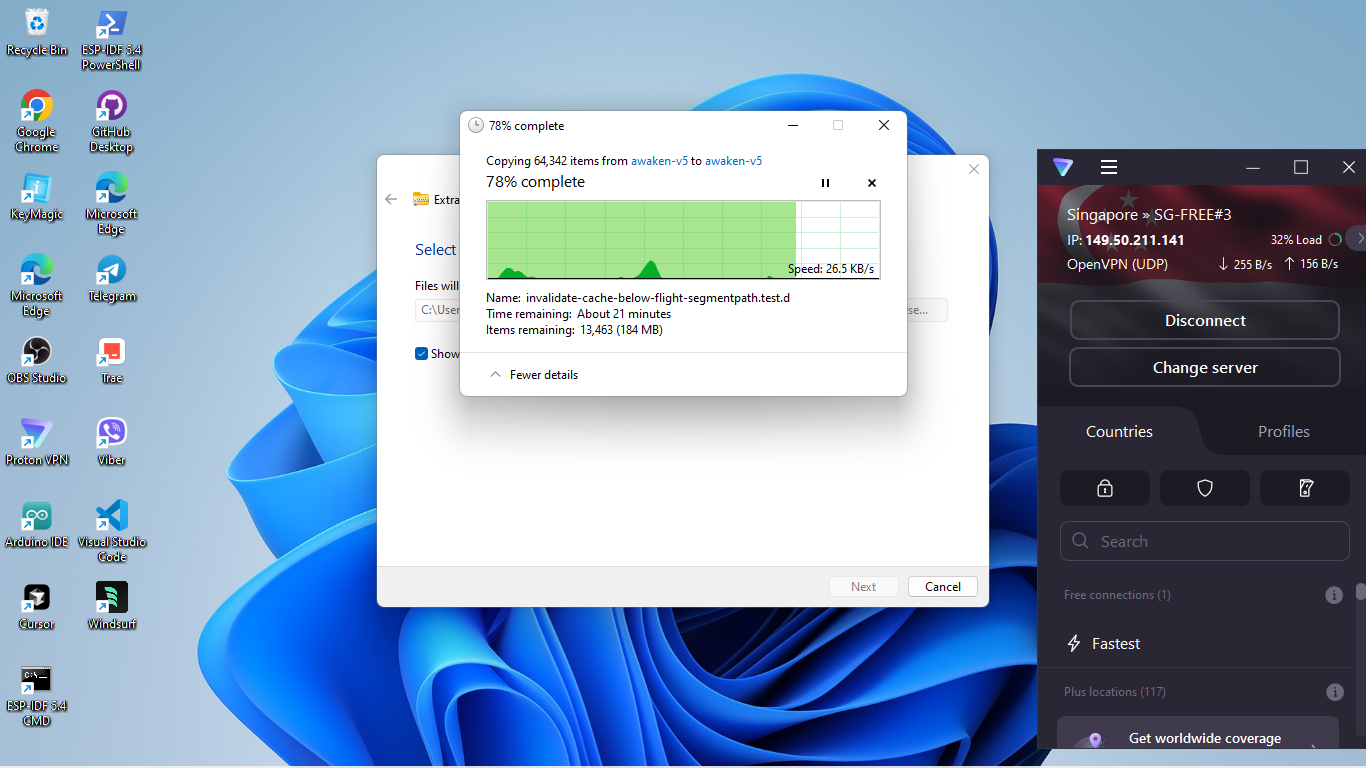 Recycle Bin
ESP-IDF 5.4
PowerShell
Google
Chrome
GitHub
Desktop
KeyMagic
Microsoft
Edge
Microsoft
Edge
Telegram
OBS Studio
Trae
Proton VPN
Viber
Arduino IDE
Visual Studio
Code
Cursor
Windsurf
ESP-IDF 5.4
CMD
Extra
Select
Files will
C:\User
se...
Show
Next
Cancel
78% complete
Copying 64,342 items from awaken-v5 to awaken-v5
78% complete
Speed: 26.5 KB/s
Name: invalidate-cache-below-flight-segmentpath.test.d
Time remaining: About 21 minutes
Items remaining: 13,463 (184 MB)
Fewer details
Singapore » SG-FREE#3
IP: 149.50.211.141
32% Load
OpenVPN (UDP)
↓ 255 B/s ↑ 156 B/s
Disconnect
Change server
Countries
Profiles
Search
Free connections (1)
Fastest
Plus locations (117)
Get worldwide coverage